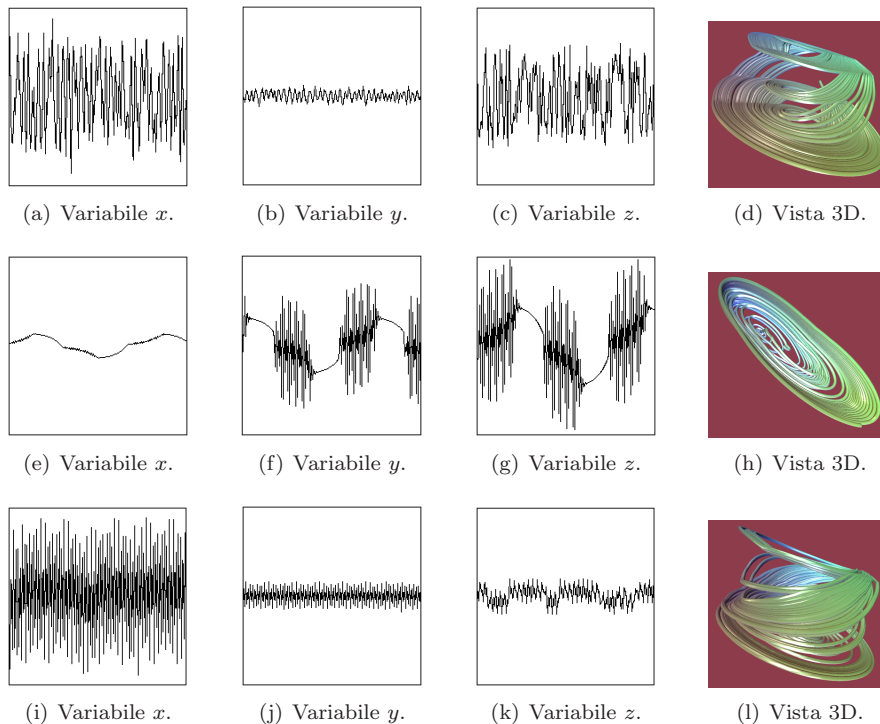 (a) Variabile x. (b) Variabile y. (c) Variabile z. (d) Vista 3D.
(e) Variabile x. (f) Variabile y. (g) Variabile z. (h) Vista 3D.
(i) Variabile x. (j) Variabile y. (k) Variabile z. (l) Vista 3D.